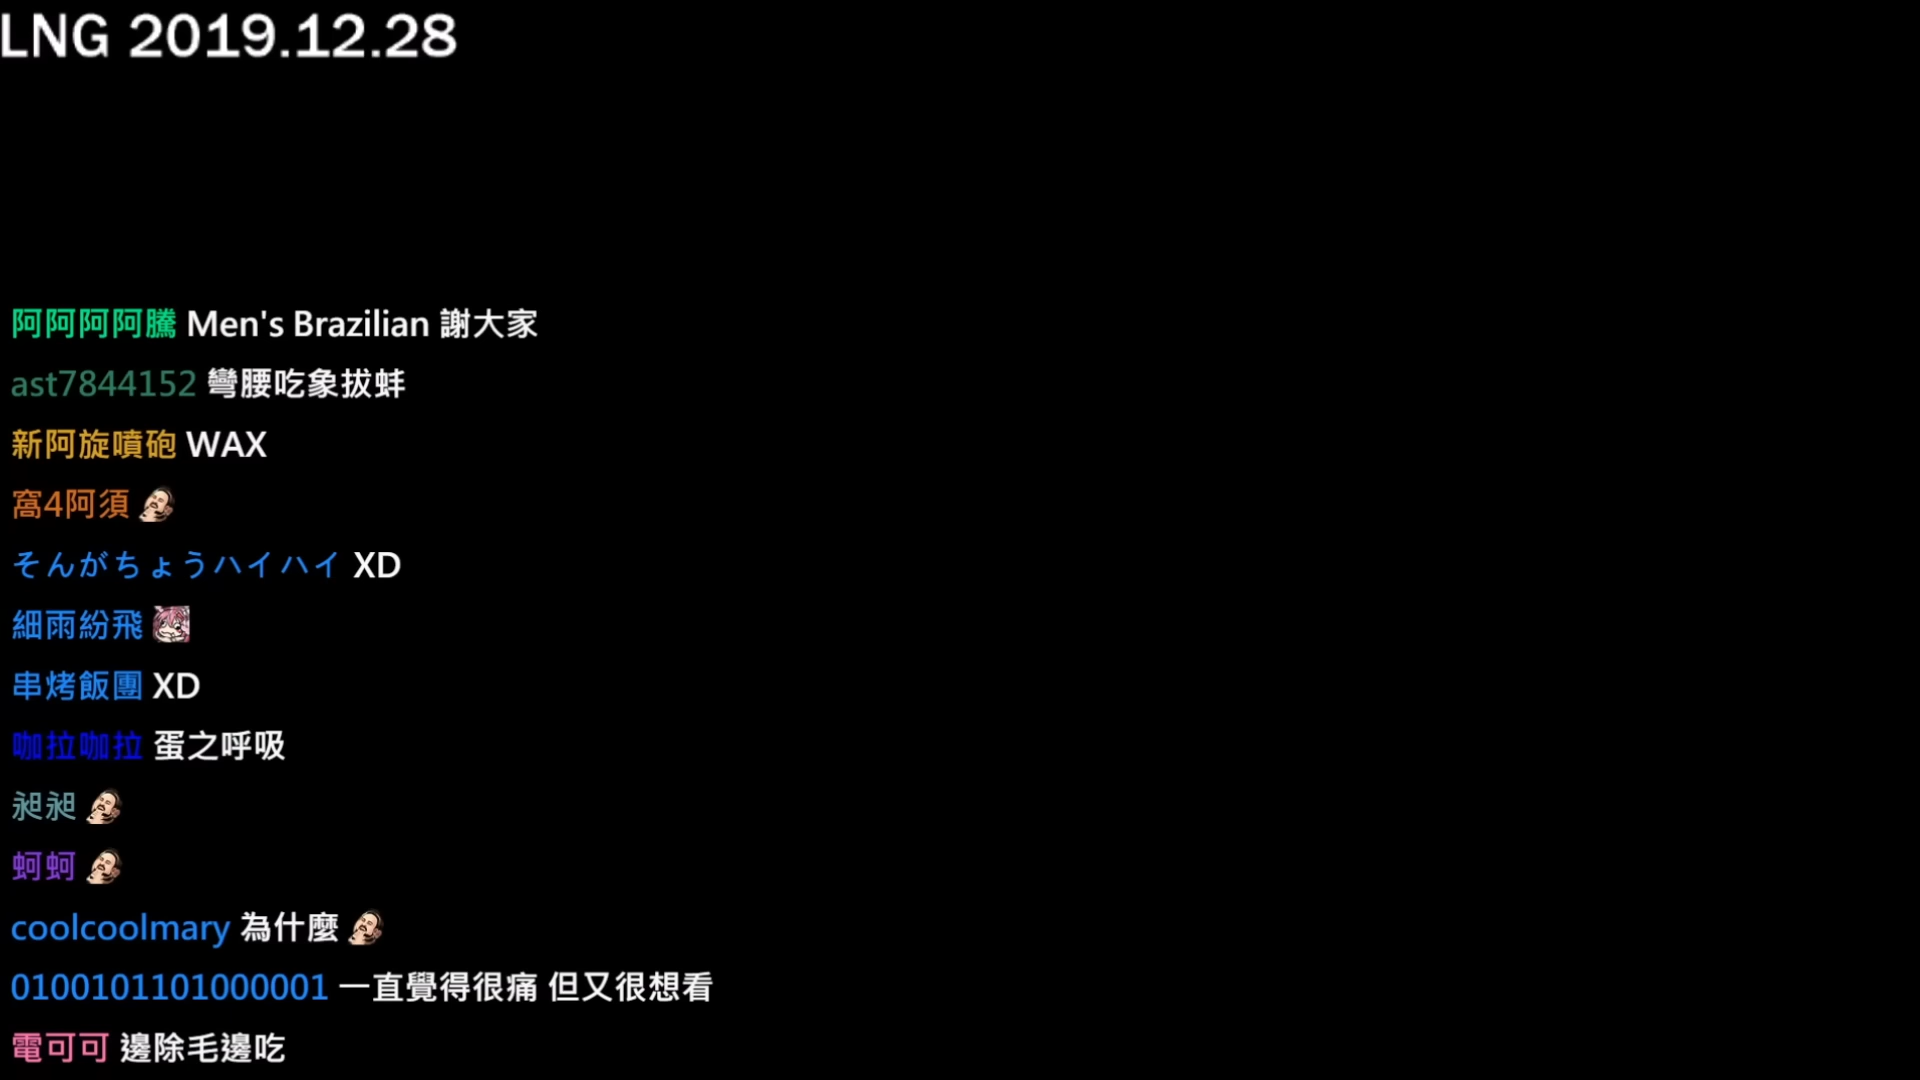 LNG 2019.12.28
阿阿阿阿騰 Men's Brazilian 謝大家
ast7844152 彎腰吃象拔蚌
新阿旋噴砲 WAX
窩4阿須
そんがちょうハイハイ XD
細雨紛飛
串烤飯團 XD
咖拉咖拉 蛋之呼吸
昶昶
蚵蚵
coolcoolmary 為什麼
0100101101000001 一直覺得很痛 但又很想看
電可可 邊除毛邊吃